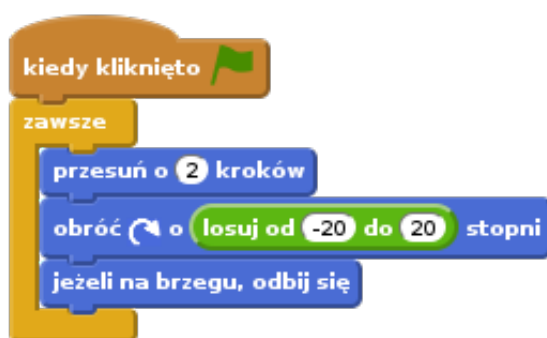 kiedy kliknięto
zawsze
przesuń o 2 kroków
obróć o losuj od -20 do 20 stopni
jeżeli na brzegu, odbij się